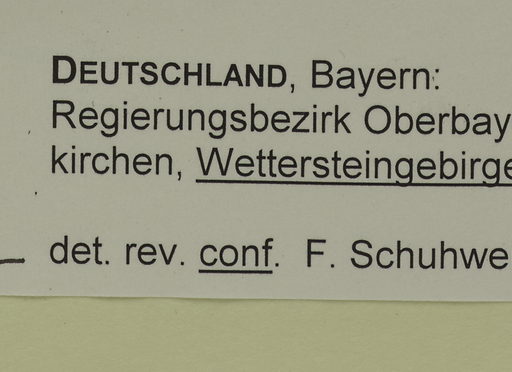 DEUTSCHLAND, Bayern:
Regierungsbezirk Oberbay
kirchen, Wettersteingebirge
det. rev. conf. F. Schuhwe